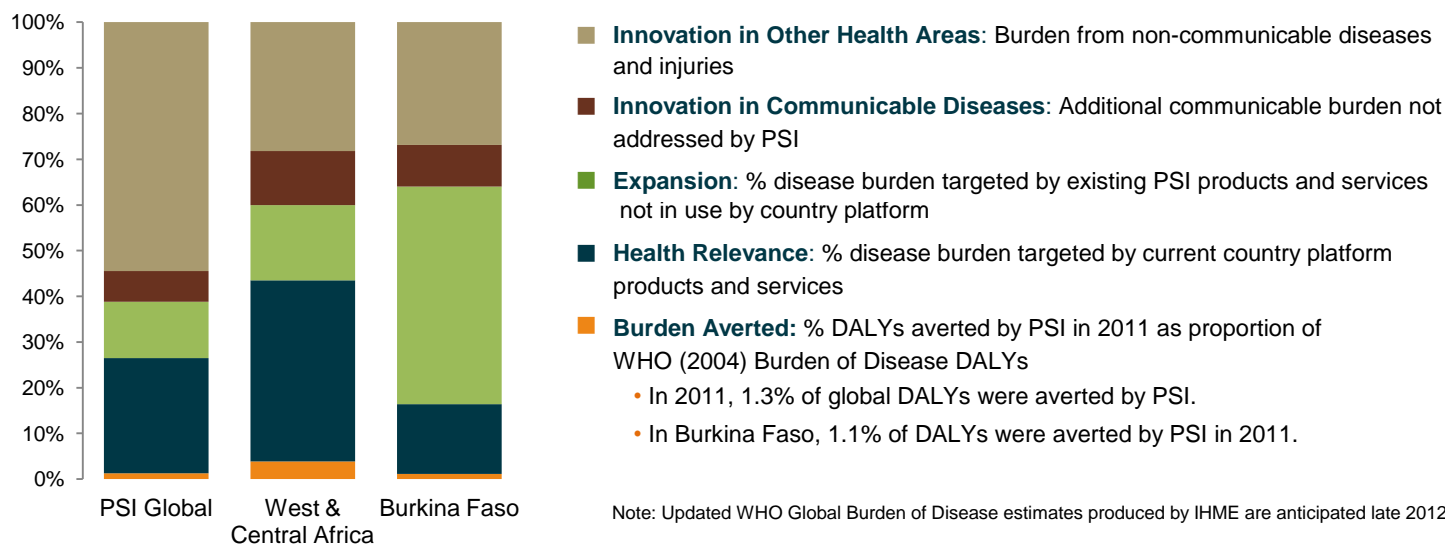 100%
90%
80%
70%
60%
50%
40%
30%
20%
10%
0%
PSI Global
West &
Central Africa
Burkina Faso
Innovation in Other Health Areas: Burden from non-communicable diseases
and injuries
Innovation in Communicable Diseases: Additional communicable burden not
addressed by PSI
Expansion: % disease burden targeted by existing PSI products and services
not in use by country platform
Health Relevance: % disease burden targeted by current country platform
products and services
Burden Averted: % DALYs averted by PSI in 2011 as proportion of
WHO (2004) Burden of Disease DALYs
• In 2011, 1.3% of global DALYs were averted by PSI.
• In Burkina Faso, 1.1% of DALYs were averted by PSI in 2011.
Note: Updated WHO Global Burden of Disease estimates produced by IHME are anticipated late 2012